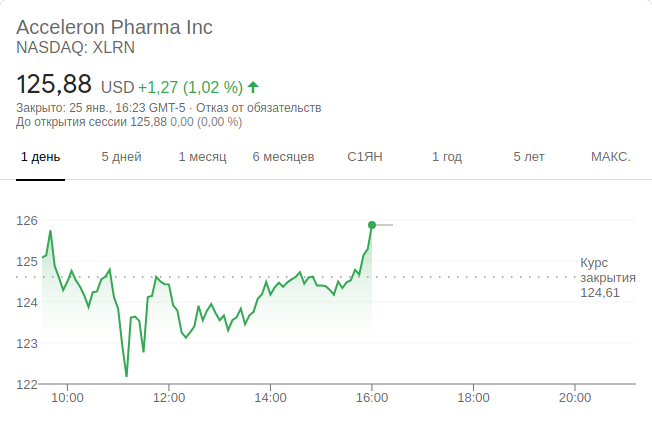 Acceleron Pharma Inc
NASDAQ: XLRN
125,88 USD +1,27 (1,02 %)
Закрыто: 25 янв., 16:23 GMT-5 · Отказ от обязательств
До открытия сессии 125,88 0,00 (0,00 %)
1 день 5 дней 1 месяц 6 месяцев С1ЯН 1 год 5 лет МАКС.
126
125
124
123
122
Курс
закрытия
124,61
10:00 12:00 14:00 16:00 18:00 20:00